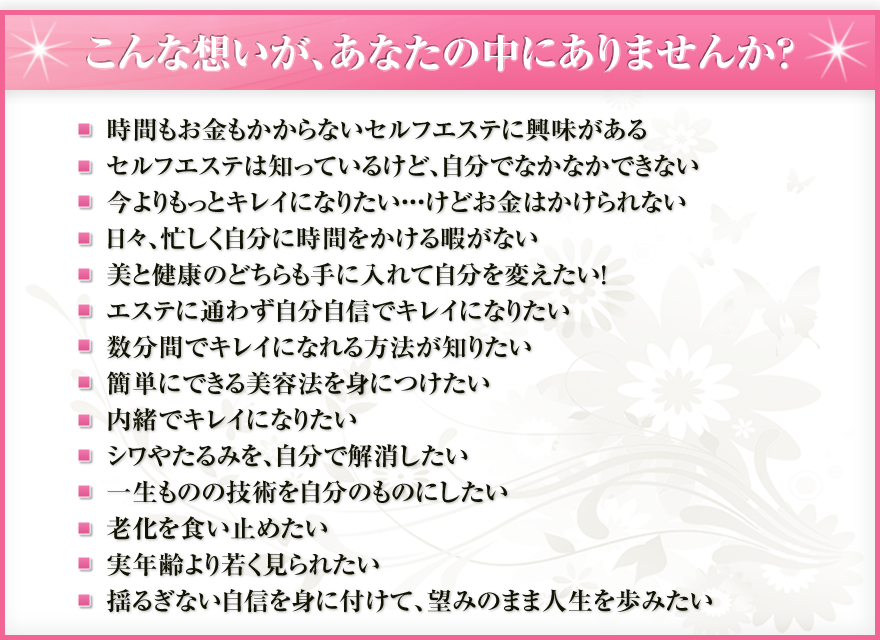 こんな想いが、あなたの中にありませんか?
時間もお金もかからないセルフエステに興味がある
セルフエステは知っているけど、自分でなかなかできない
今よりもっとキレイになりたい…けどお金はかけられない
日々、忙しく自分に時間をかける暇がない
美と健康のどちらも手に入れて自分を変えたい!
エステに通わず自分自信でキレイになりたい
数分間でキレイになれる方法が知りたい
簡単にできる美容法を身につけたい
内緒でキレイになりたい
シワやたるみを、自分で解消したい
一生ものの技術を自分のものにしたい
老化を食い止めたい
実年齢より若く見られたい
揺るぎない自信を身に付けて、望みのまま人生を歩みたい